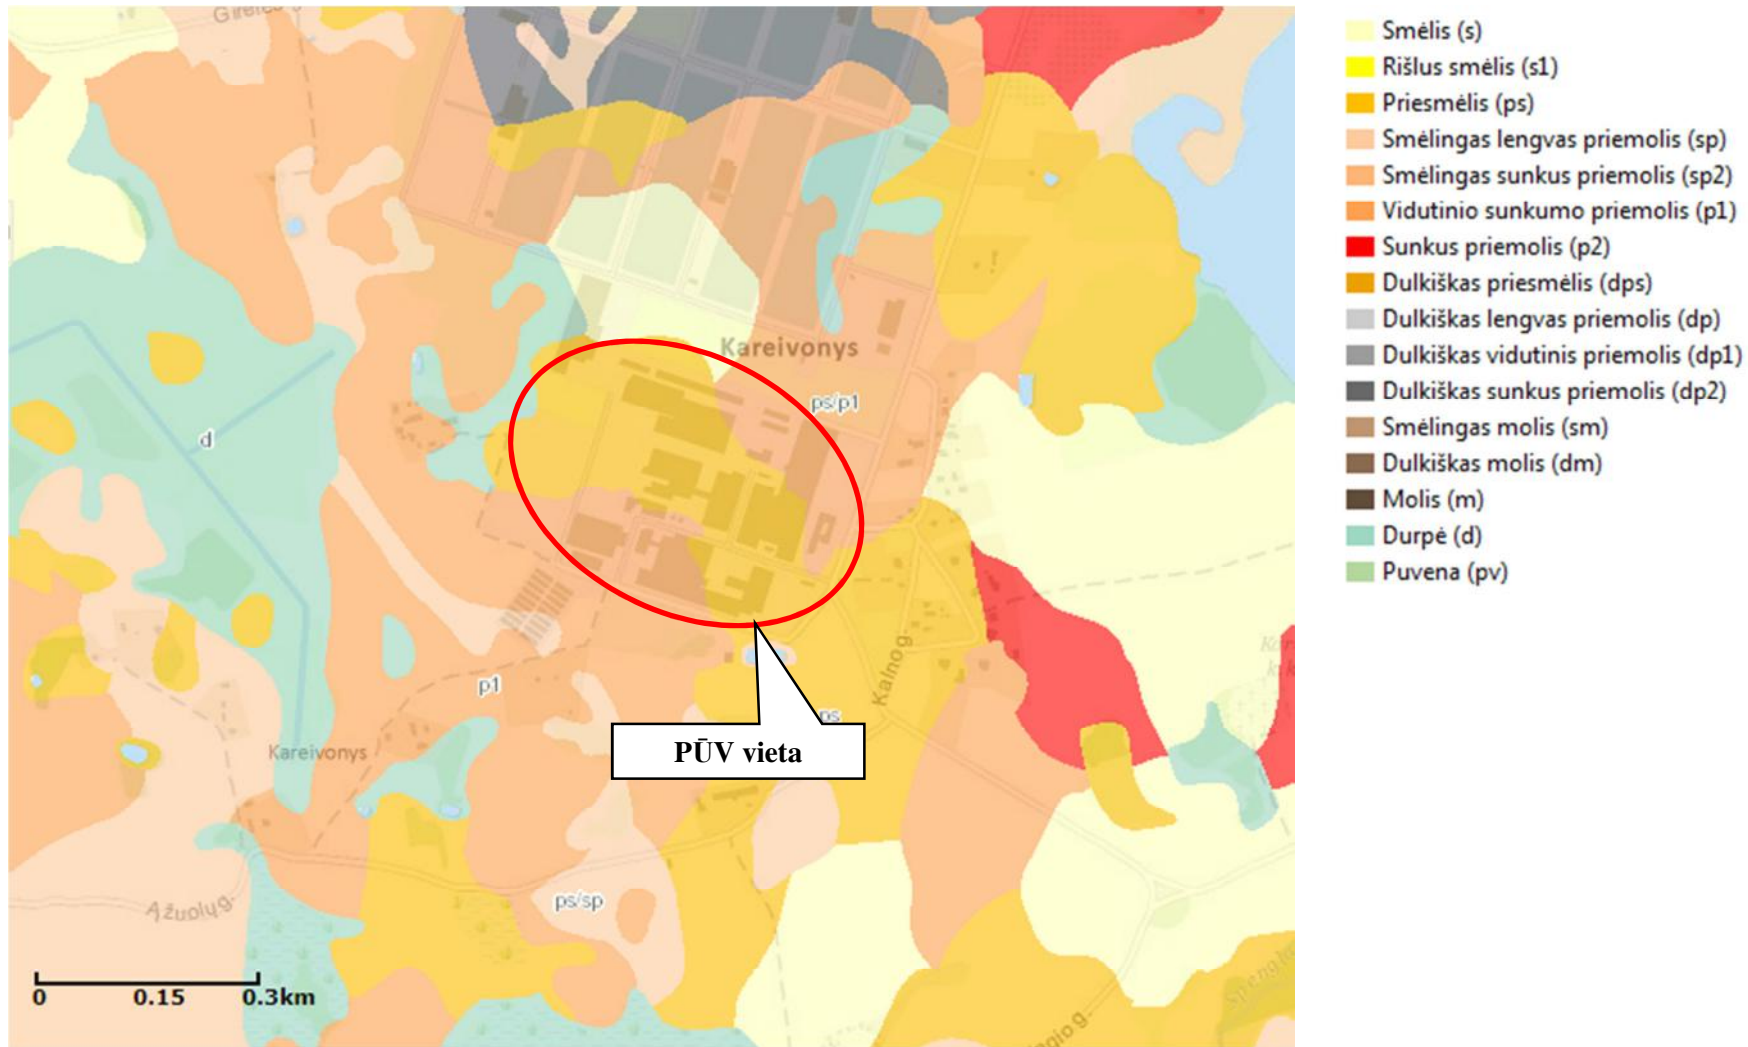 Kareivonys
ps/p1
d
p1
Kalno g.
ps
PŪV vieta
Kareivonys
ps/sp
Ąžuolų g.
0 0.15 0.3km
Smėlis (s)
Rišlus smėlis (s1)
Priesmėlis (ps)
Smėlingas lengvas priemolis (sp)
Smėlingas sunkus priemolis (sp2)
Vidutinio sunkumo priemolis (p1)
Sunkus priemolis (p2)
Dulkiškas priesmėlis (dps)
Dulkiškas lengvas priemolis (dp)
Dulkiškas vidutinis priemolis (dp1)
Dulkiškas sunkus priemolis (dp2)
Smėlingas molis (sm)
Dulkiškas molis (dm)
Molis (m)
Durpė (d)
Puvena (pv)